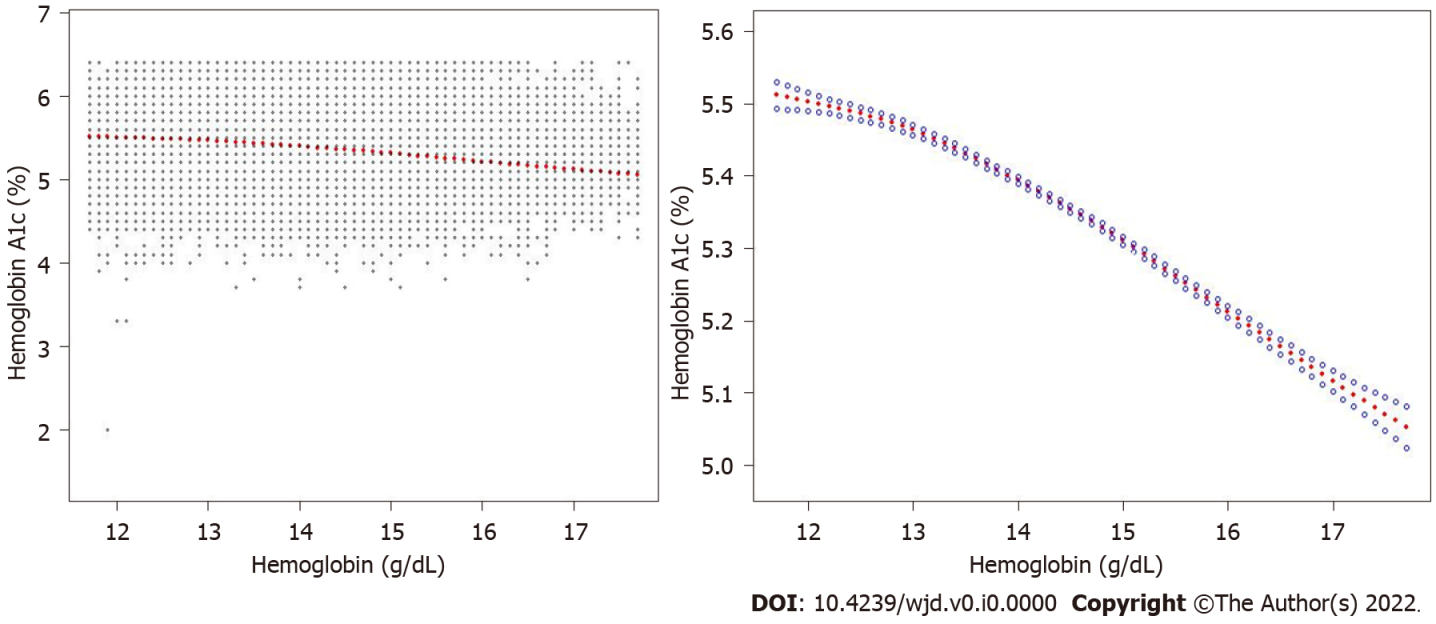 7
6
5
4
3
2
Hemoglobin A1c (%)
12 13 14 15 16 17
Hemoglobin (g/dL)
5.6
5.5
5.4
5.3
5.2
5.1
5.0
Hemoglobin A1c (%)
12 13 14 15 16 17
Hemoglobin (g/dL)
DOI: 10.4239/wjd.v0.i0.0000 Copyright ©The Author(s) 2022.